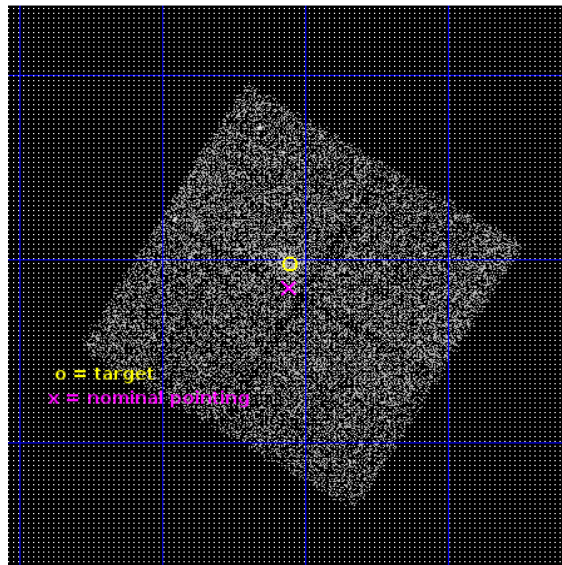 o = target
x = nominal pointing